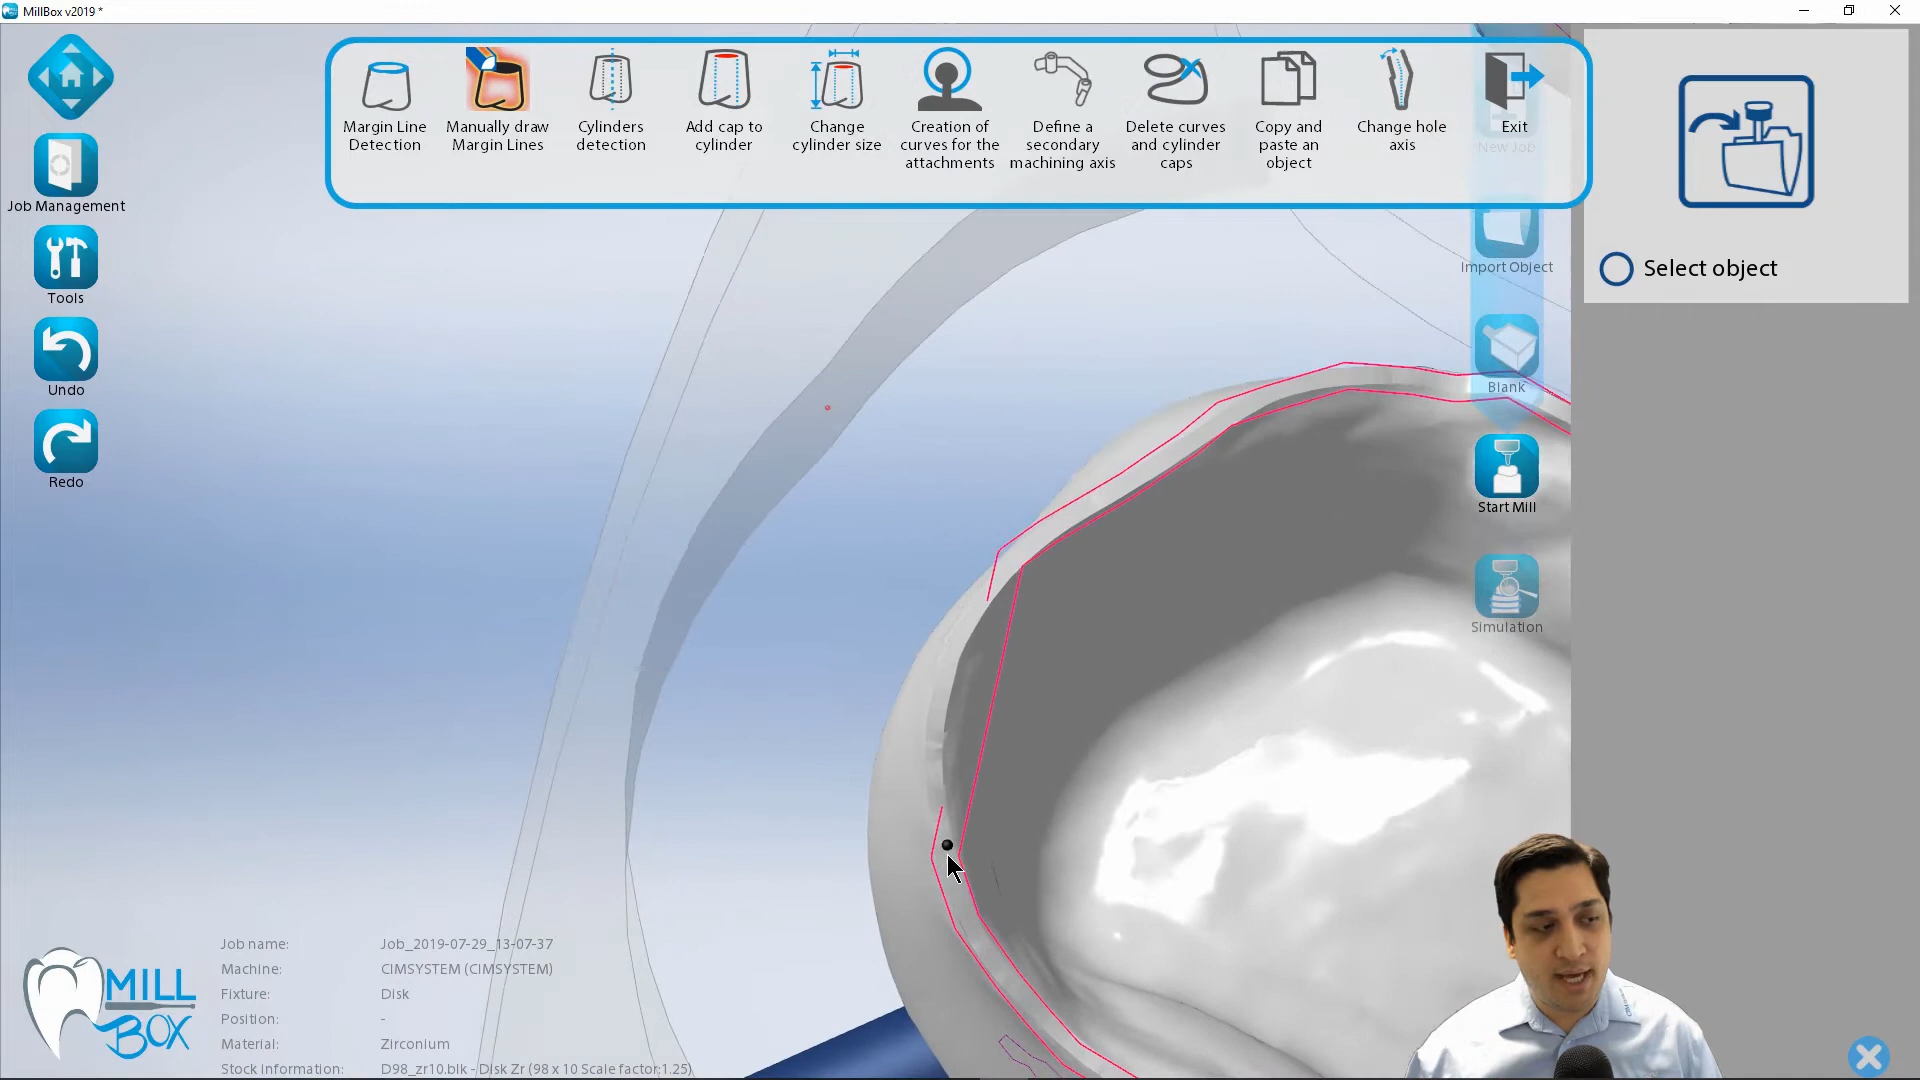 MillBox v2019 *
Margin Line
Detection
Manually draw
Margin Lines
Cylinders
detection
Add cap to
cylinder
Change
cylinder size
Creation of
curves for the
attachments
Define a
secondary
machining axis
Delete curves
and cylinder
caps
Copy and
paste an
object
Change hole
axis
Exit
New Job
Job Management
Tools
Undo
Redo
Import Object
Blank
Start Mill
Simulation
Select object
MILL
BOX
Job name: Job_2019-07-29_13-07-37
Machine: CIMSYSTEM (CIMSYSTEM)
Fixture: Disk
Position: -
Material: Zirconium
Stock information: D98_zr10.blk - Disk Zr (98 x 10 Scale factor:1.25)